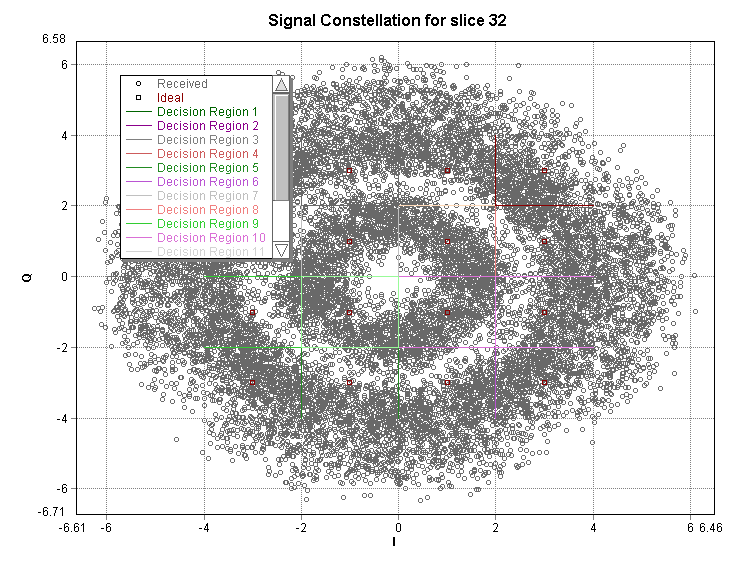 Signal Constellation for slice 32
6.58
6
4
2
0
-2
-4
-6
-6.71
Q
Received
Ideal
Decision Region 1
Decision Region 2
Decision Region 3
Decision Region 4
Decision Region 5
Decision Region 6
Decision Region 7
Decision Region 8
Decision Region 9
Decision Region 10
Decision Region 11
-6.61 -6 -4 -2 0 2 4 6 6.46
I